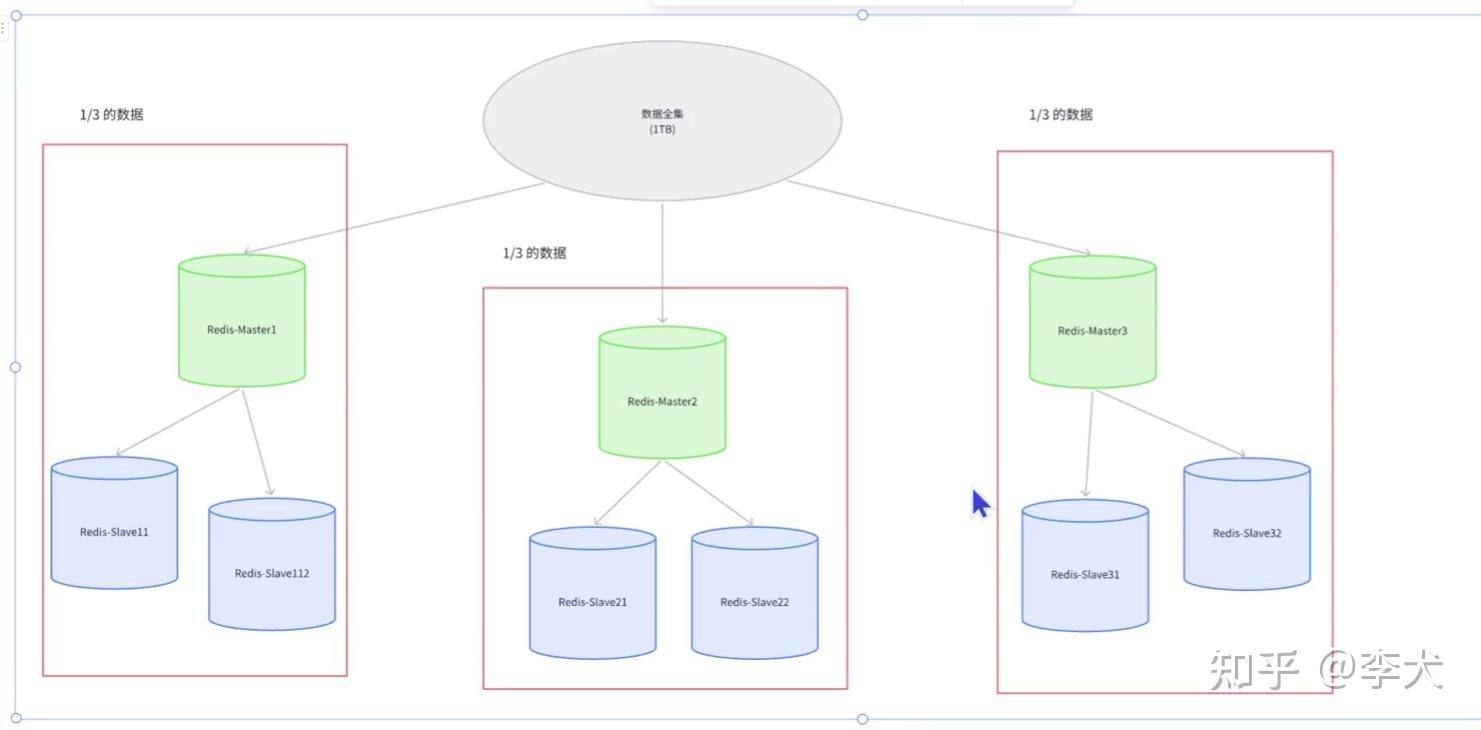 1/3 的数据
数据全集
(1TB)
1/3 的数据
1/3 的数据
Redis-Master1
Redis-Master2
Redis-Master3
Redis-Slave11
Redis-Slave112
Redis-Slave21
Redis-Slave22
Redis-Slave31
Redis-Slave32
知乎 @李犬